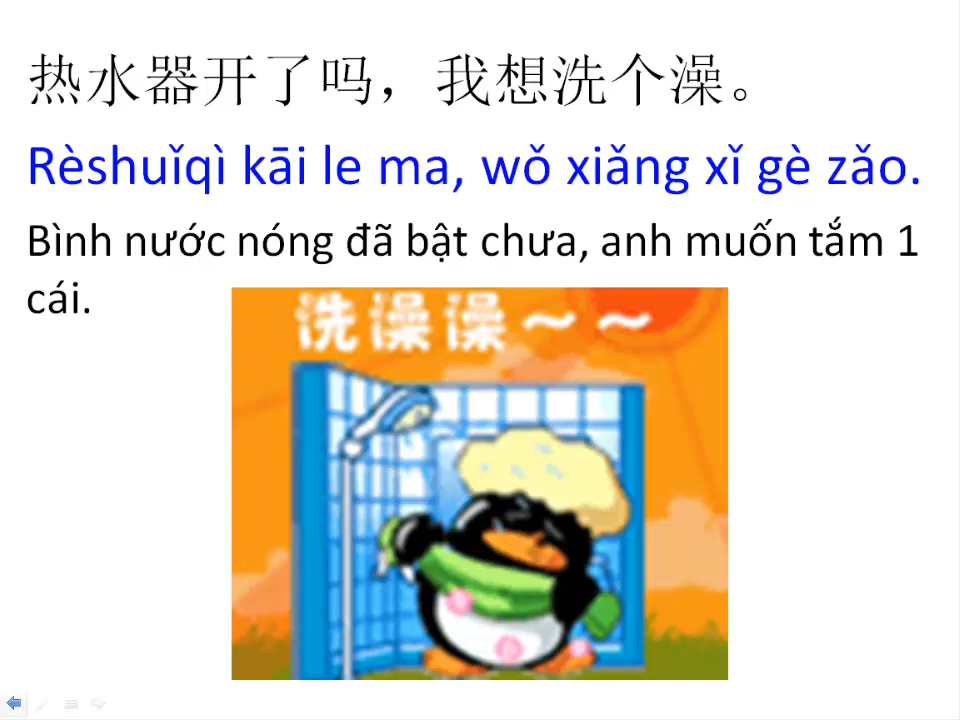 热水器开了吗，我想洗个澡。
Rèshuǐqì kāi le ma, wǒ xiǎng xǐ gè zǎo.
Bình nước nóng đã bật chưa, anh muốn tắm 1
cái.
洗澡澡～～